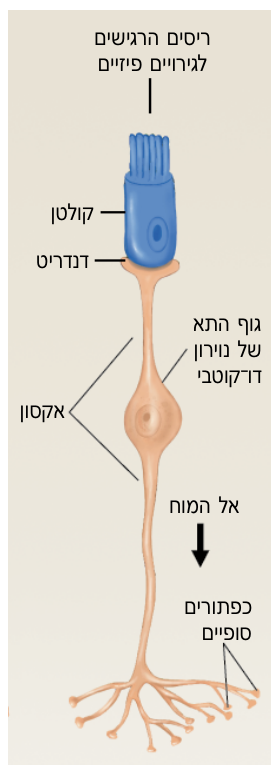 ריסים הרגישים
לגירויים פיזיים
קולטן
דנדריט
גוף התא
של נוירון
דו־קוטבי
אקסון
אל המוח
כפתורים
סופיים